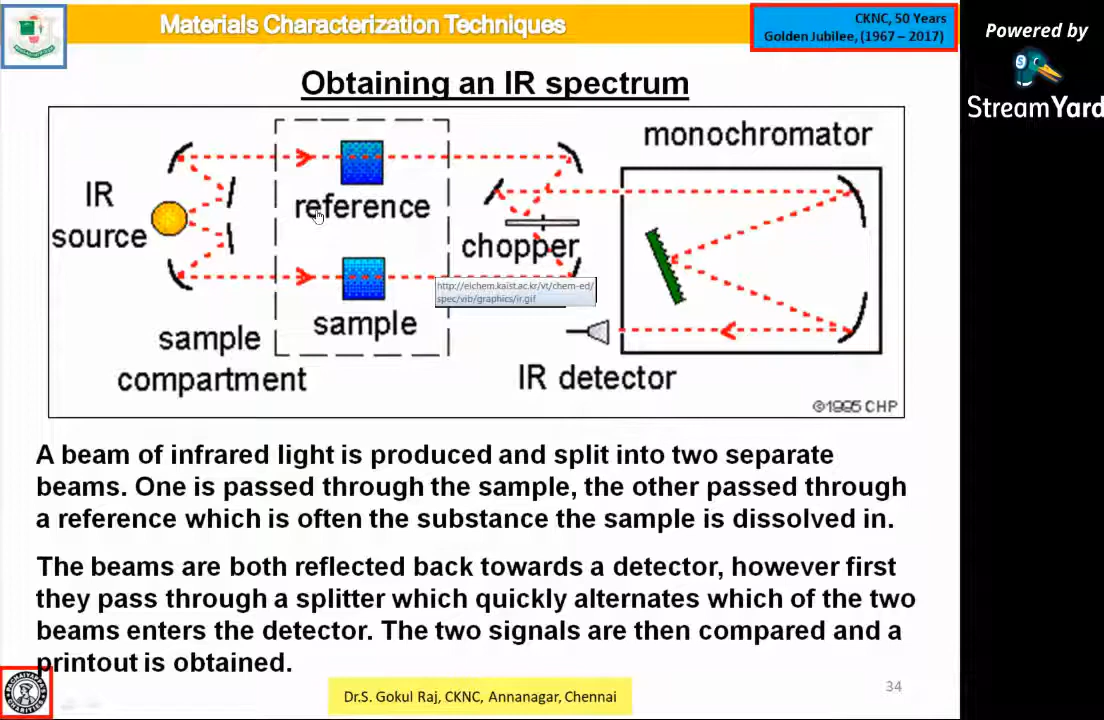 Materials Characterization Techniques
CKNC, 50 Years
Golden Jubilee, (1967 – 2017)
Powered by
StreamYard
Obtaining an IR spectrum
monochromator
IR
source
reference
chopper
http://eichem.kaist.ac.kr/vt/chem-ed/
spec/vib/graphics/ir.gif
sample
sample
compartment
IR detector
©1995 CHP
A beam of infrared light is produced and split into two separate
beams. One is passed through the sample, the other passed through
a reference which is often the substance the sample is dissolved in.
The beams are both reflected back towards a detector, however first
they pass through a splitter which quickly alternates which of the two
beams enters the detector. The two signals are then compared and a
printout is obtained.
Dr.S. Gokul Raj, CKNC, Annanagar, Chennai
34